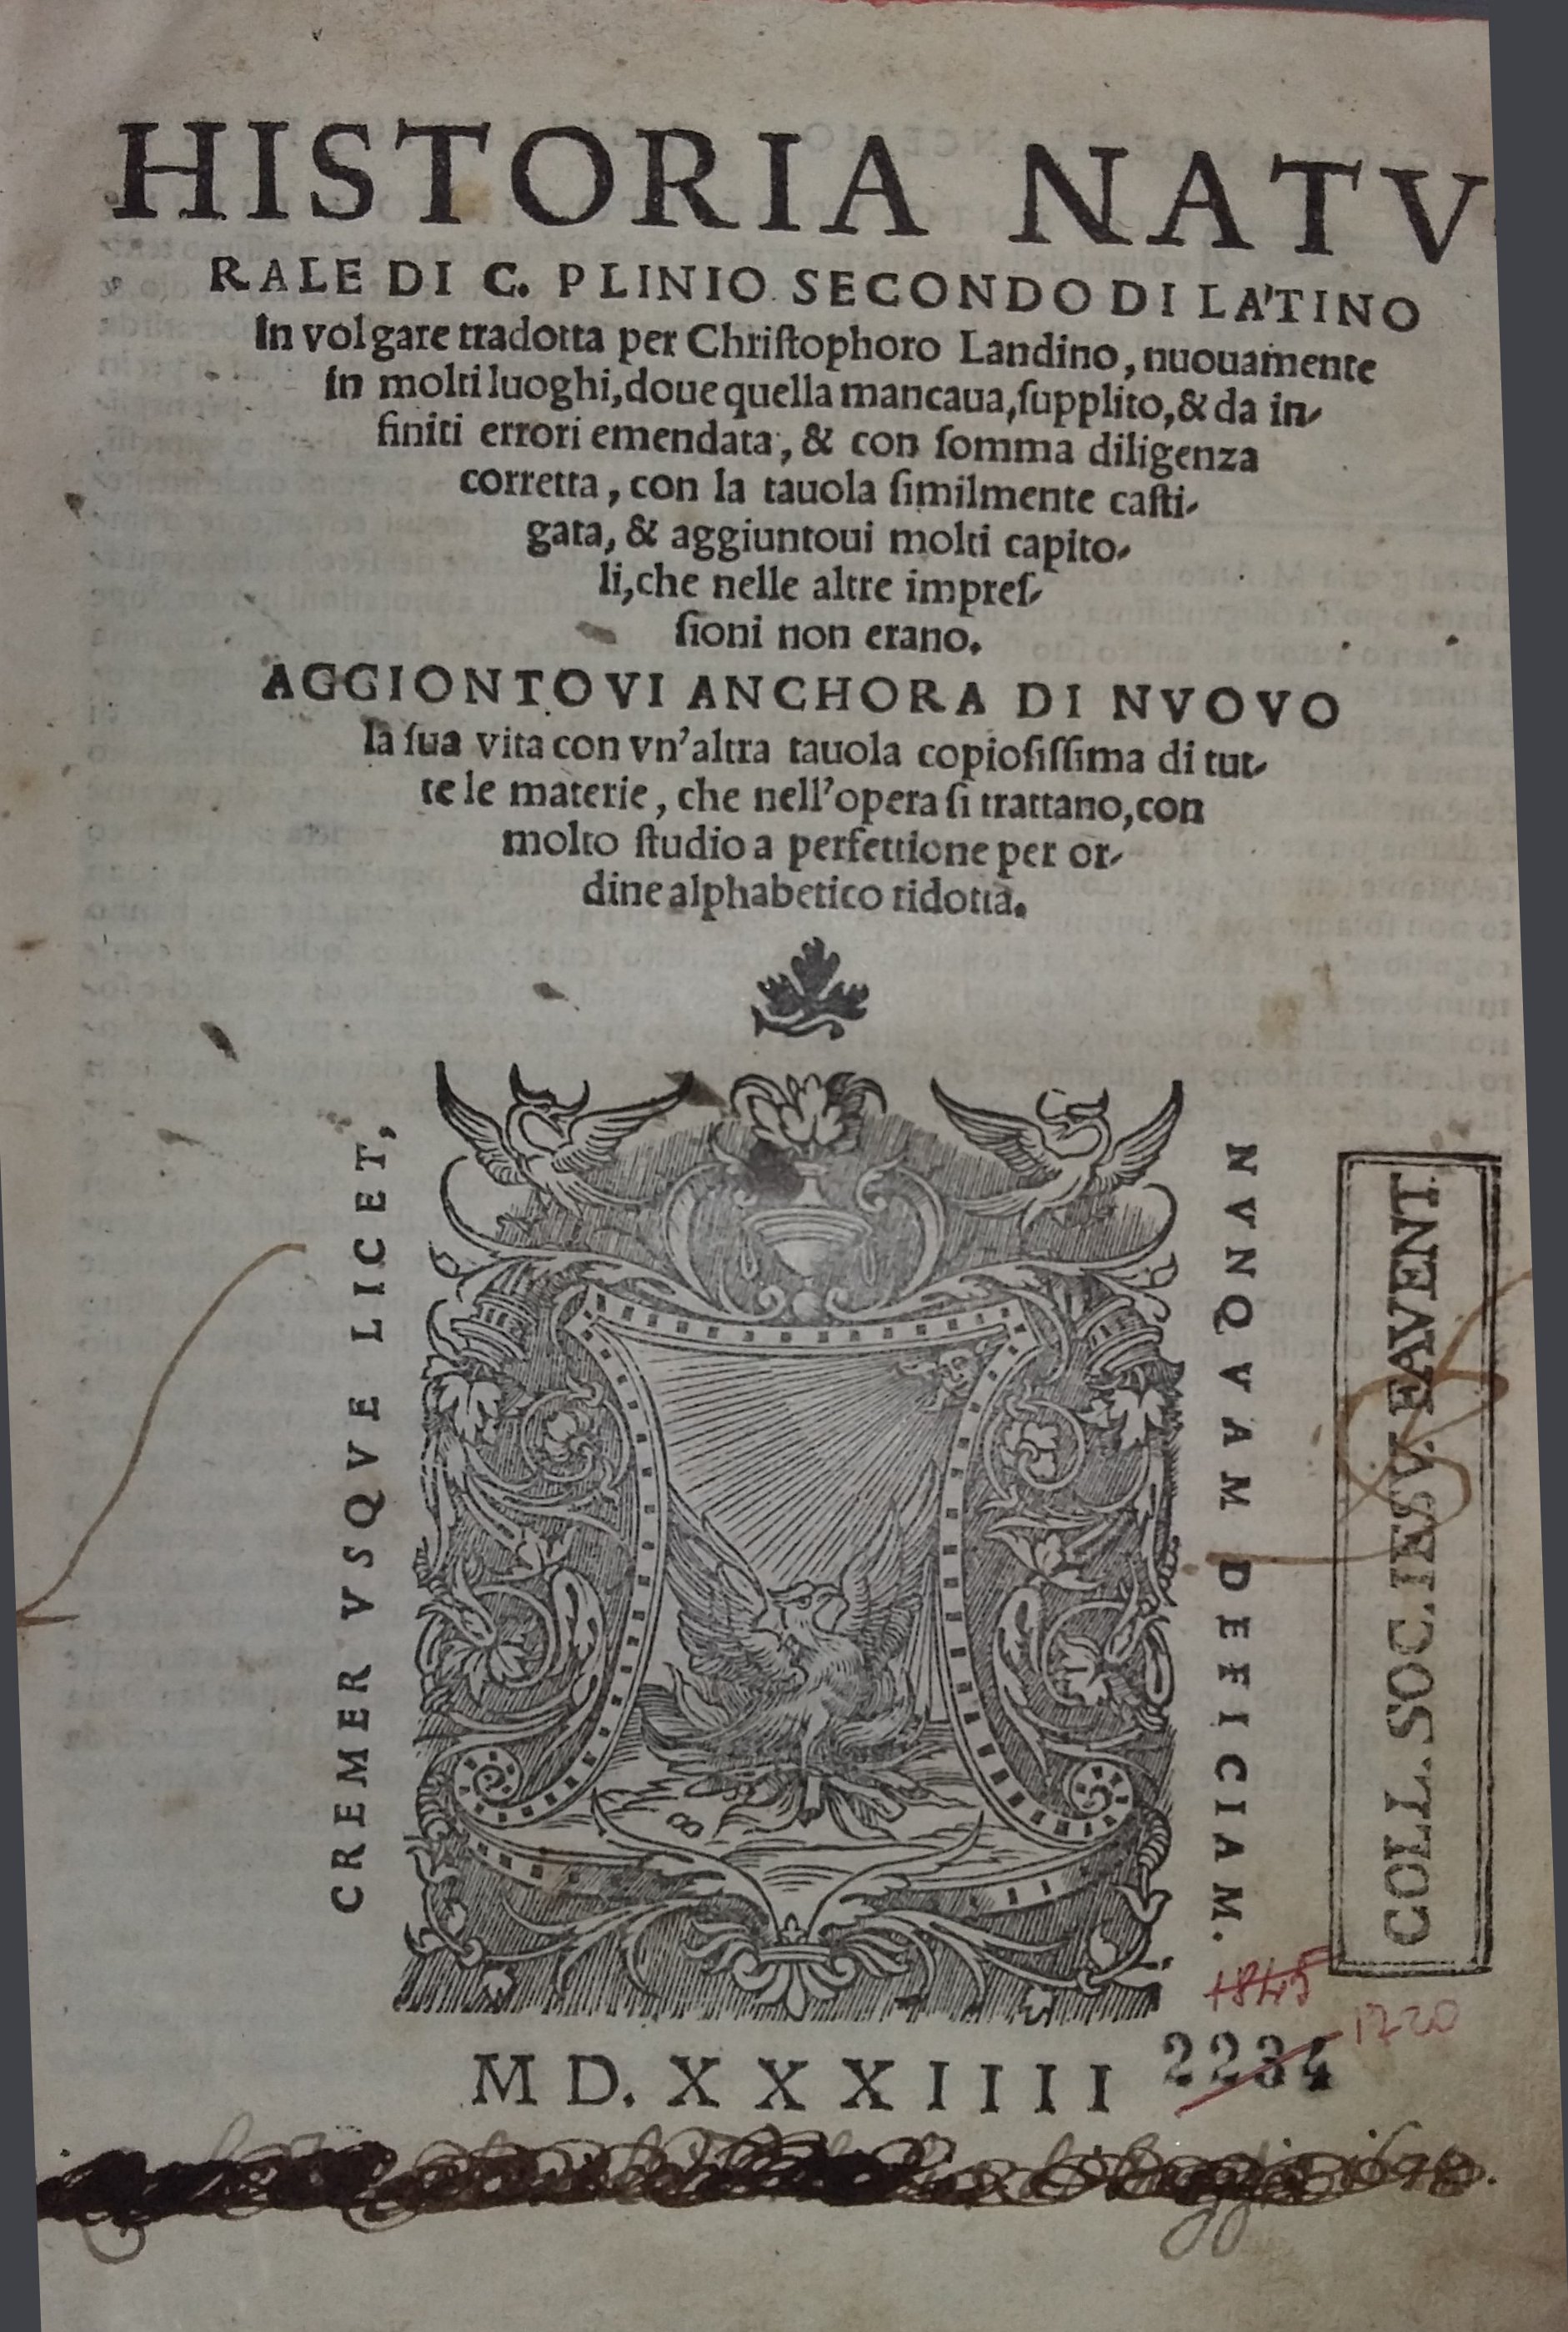 HISTORIA NATV
RALE DI C. PLINIO SECONDO DI LATINO
In volgare tradotta per Chriſtophoro Landino, nuouamente
in molti luoghi, doue quella mancaua, ſupplito, & da in-
finiti errori emendata, & con ſomma diligenza
corretta, con la tauola ſimilmente caſti-
gata, & aggiuntoui molti capito-
li, che nelle altre impreſ-
ſioni non erano.
AGGIONTOVI ANCHORA DI NVOVO
la ſua vita con vn'altra tauola copioſiſſima di tut-
te le materie, che nell'opera ſi trattano, con
molto ſtudio a perfettione per or-
dine alphabetico ridotta.
CREMER VSQVE LICET,
NVNQVAM DEFICIAM.
COLL. SOC. IESV. FAVENT
8
1845
1720
MD.XXXIIII
2234